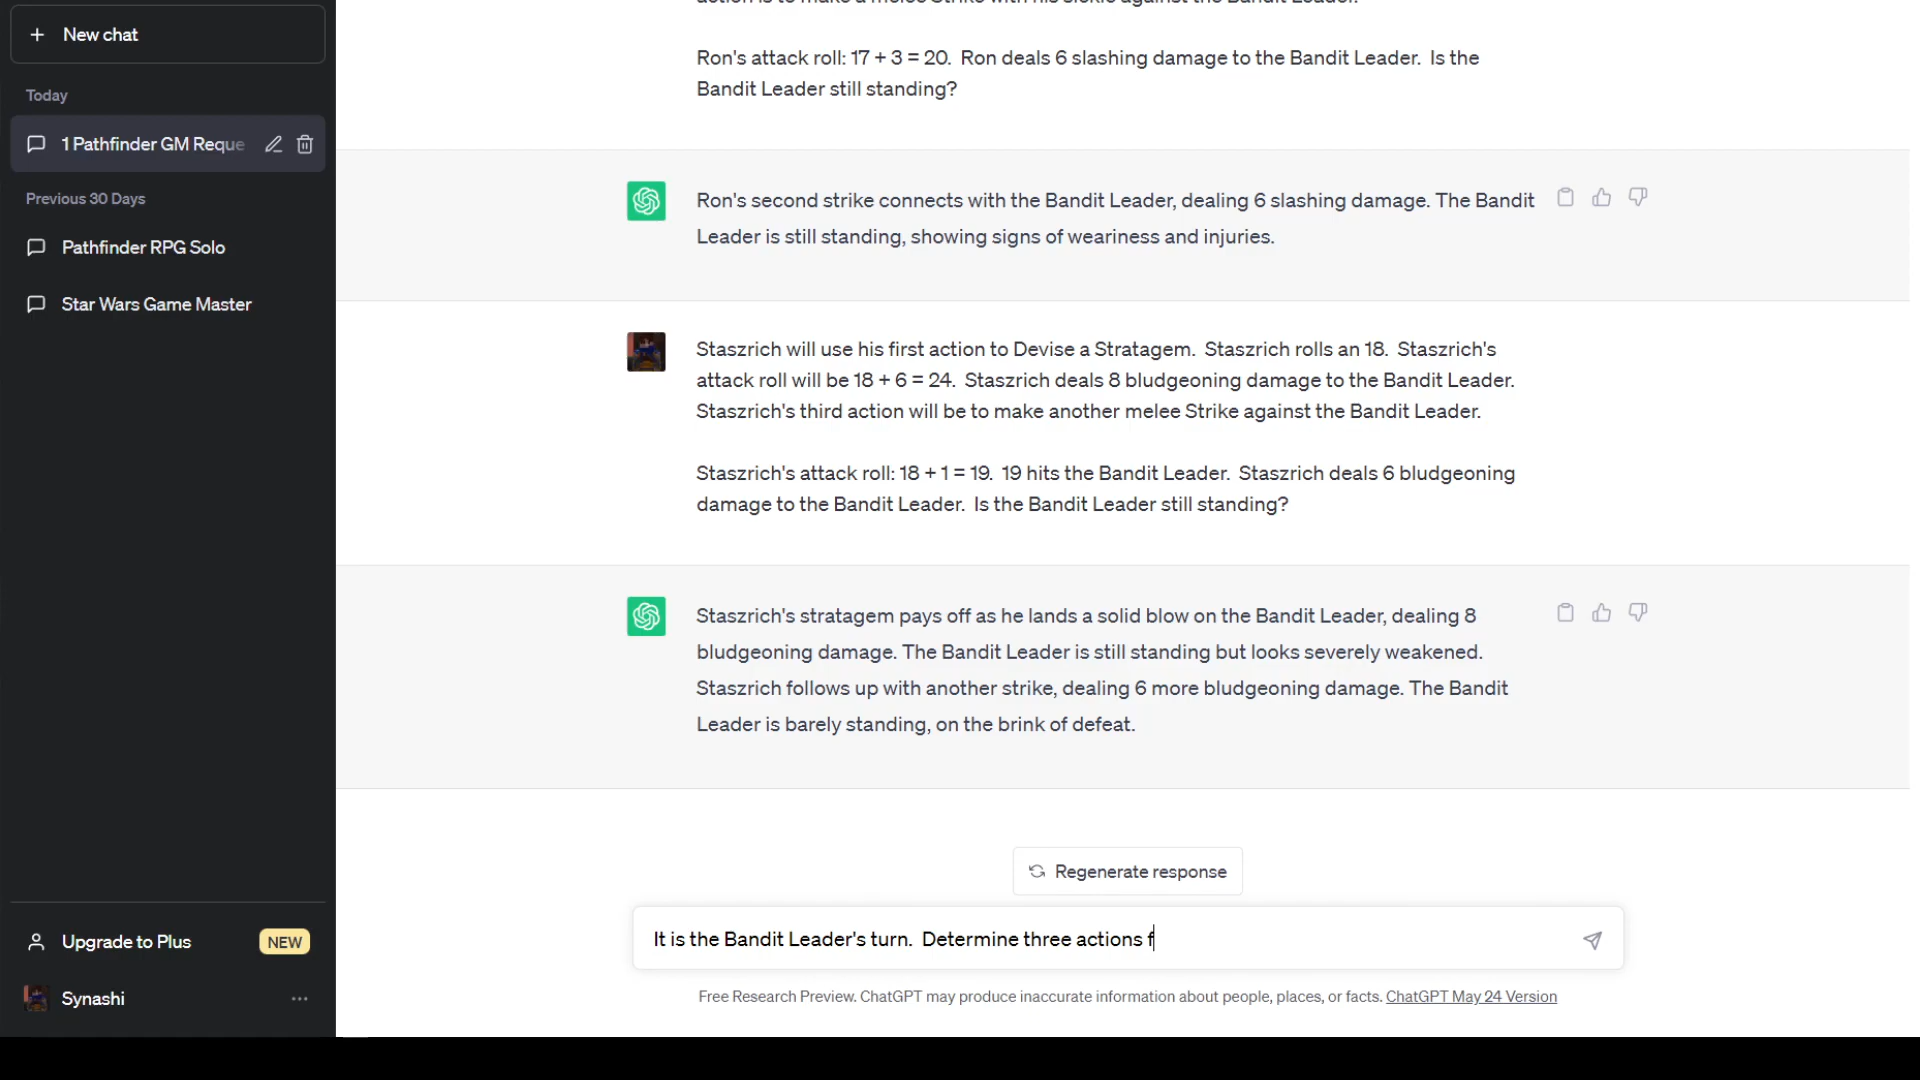 New chat
Today
1 Pathfinder GM Reque
Previous 30 Days
Pathfinder RPG Solo
Star Wars Game Master
Upgrade to Plus
NEW
Synashi
Ron's attack roll: 17 + 3 = 20.  Ron deals 6 slashing damage to the Bandit Leader.  Is the
Bandit Leader still standing?
Ron's second strike connects with the Bandit Leader, dealing 6 slashing damage. The Bandit
Leader is still standing, showing signs of weariness and injuries.
Staszrich will use his first action to Devise a Stratagem.  Staszrich rolls an 18.  Staszrich's
attack roll will be 18 + 6 = 24.  Staszrich deals 8 bludgeoning damage to the Bandit Leader.
Staszrich's third action will be to make another melee Strike against the Bandit Leader.
Staszrich's attack roll: 18 + 1 = 19.  19 hits the Bandit Leader.  Staszrich deals 6 bludgeoning
damage to the Bandit Leader.  Is the Bandit Leader still standing?
Staszrich's stratagem pays off as he lands a solid blow on the Bandit Leader, dealing 8
bludgeoning damage. The Bandit Leader is still standing but looks severely weakened.
Staszrich follows up with another strike, dealing 6 more bludgeoning damage. The Bandit
Leader is barely standing, on the brink of defeat.
Regenerate response
It is the Bandit Leader's turn.  Determine three actions f
Free Research Preview. ChatGPT may produce inaccurate information about people, places, or facts. ChatGPT May 24 Version